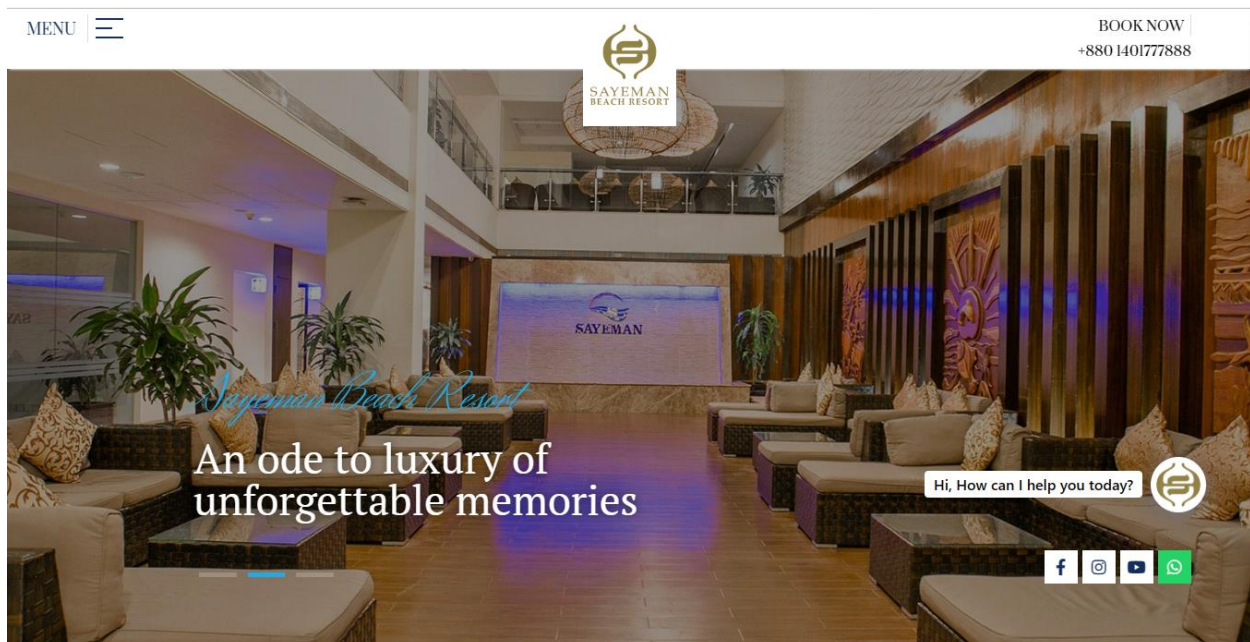 MENU
BOOK NOW
+880 1401777888
SAYEMAN
BEACH RESORT
SAYEMAN
Sayeman Beach Resort
An ode to luxury of
unforgettable memories
Hi, How can I help you today?